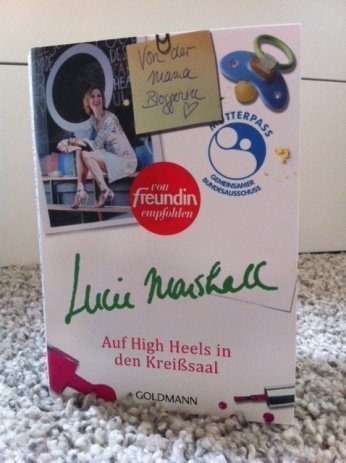 Von der
Mama
Bloggerin
MUTTERPASS
GEMEINSAMER
BUNDESAUSSCHUSS
von
freundin
empfohlen
Lucie Marshall
Auf High Heels in
den Kreißsaal
GOLDMANN